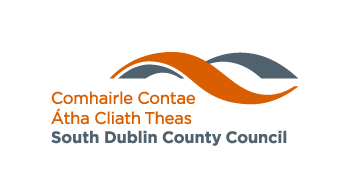 Comhairle Contae
Átha Cliath Theas
South Dublin County Council